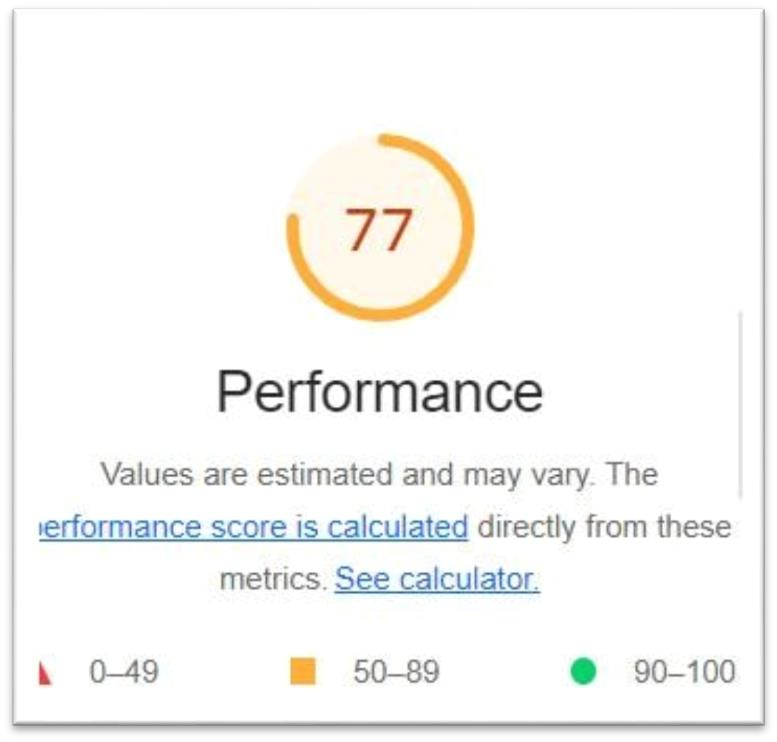 77
Performance
Values are estimated and may vary. The
performance score is calculated directly from these
metrics. See calculator.
0–49 50–89 90–100